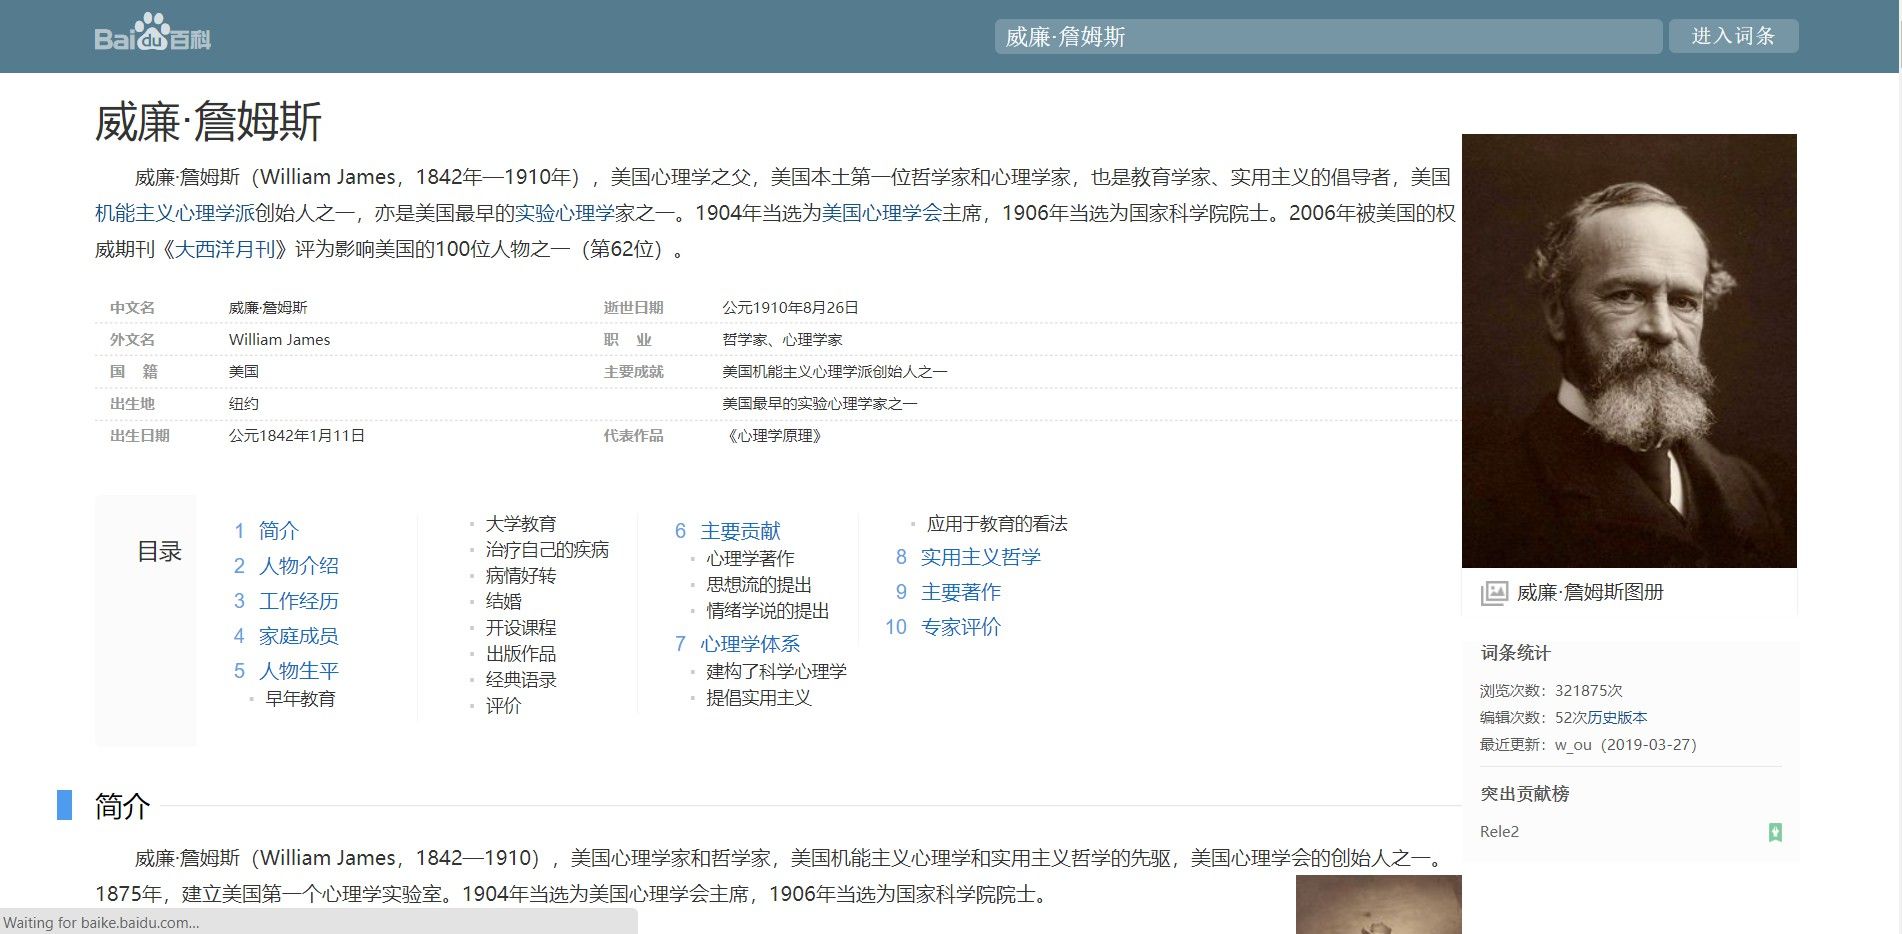 Baidu百科
威廉·詹姆斯
进入词条
威廉·詹姆斯
威廉·詹姆斯（William James，1842年—1910年），美国心理学之父，美国本土第一位哲学家和心理学家，也是教育学家、实用主义的倡导者，美国
机能主义心理学派创始人之一，亦是美国最早的实验心理学家之一。1904年当选为美国心理学会主席，1906年当选为国家科学院院士。2006年被美国的权
威期刊《大西洋月刊》评为影响美国的100位人物之一（第62位）。
中文名 威廉·詹姆斯
外文名 William James
国 籍 美国
出生地 纽约
出生日期 公元1842年1月11日
逝世日期 公元1910年8月26日
职 业 哲学家、心理学家
主要成就 美国机能主义心理学派创始人之一
美国最早的实验心理学家之一
代表作品 《心理学原理》
目录
1 简介
2 人物介绍
3 工作经历
4 家庭成员
5 人物生平
▪ 早年教育
▪ 大学教育
▪ 治疗自己的疾病
▪ 病情好转
▪ 结婚
▪ 开设课程
▪ 出版作品
▪ 经典语录
▪ 评价
6 主要贡献
▪ 心理学著作
▪ 思想流的提出
▪ 情绪学说的提出
7 心理学体系
▪ 建构了科学心理学
▪ 提倡实用主义
▪ 应用于教育的看法
8 实用主义哲学
9 主要著作
10 专家评价
简介
威廉·詹姆斯（William James，1842—1910），美国心理学家和哲学家，美国机能主义心理学和实用主义哲学的先驱，美国心理学会的创始人之一。
1875年，建立美国第一个心理学实验室。1904年当选为美国心理学会主席，1906年当选为国家科学院院士。
威廉·詹姆斯图册
词条统计
浏览次数：321875次
编辑次数：52次历史版本
最近更新：w_ou（2019-03-27）
突出贡献榜
Rele2
Waiting for baike.baidu.com...